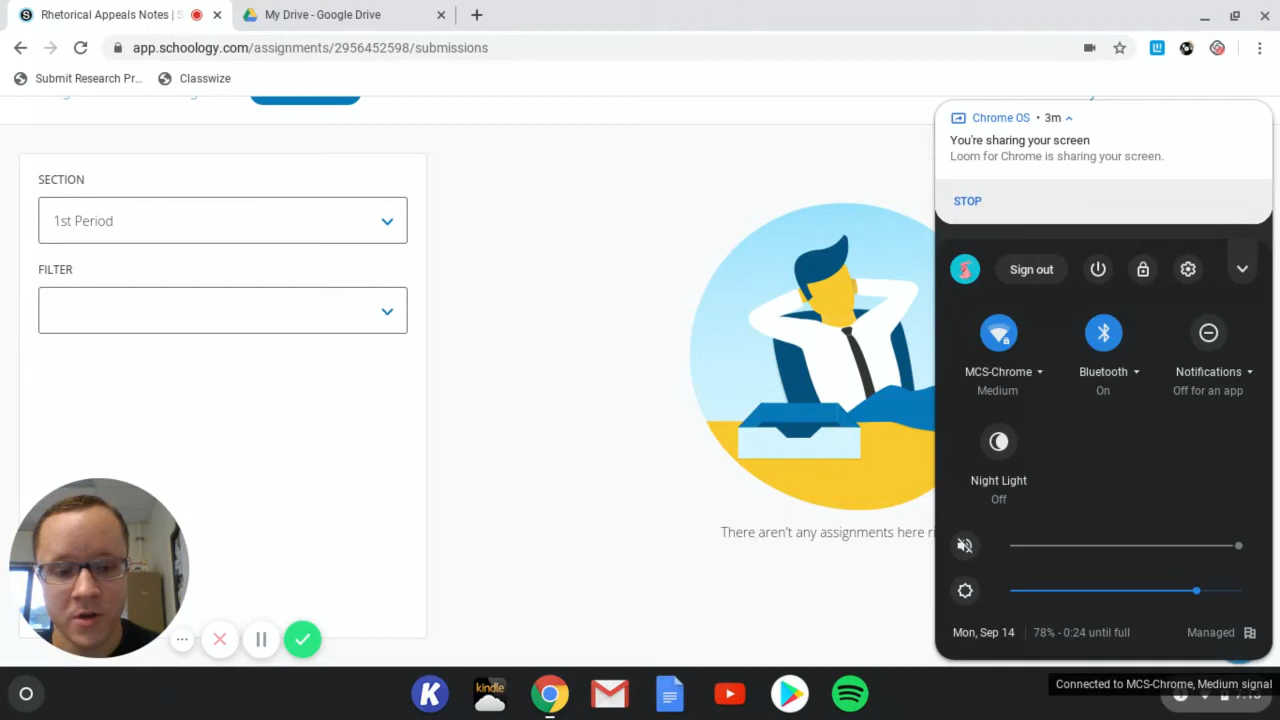 Rhetorical Appeals Notes | S
My Drive - Google Drive
app.schoology.com/assignments/2956452598/submissions
Submit Research Pr...
Classwize
SECTION
1st Period
FILTER
There aren't any assignments here ri
Chrome OS • 3m
You're sharing your screen
Loom for Chrome is sharing your screen.
STOP
Sign out
MCS-Chrome
Medium
Bluetooth
On
Notifications
Off for an app
Night Light
Off
Mon, Sep 14
78% - 0:24 until full
Managed
Connected to MCS-Chrome, Medium signal
K
kindle